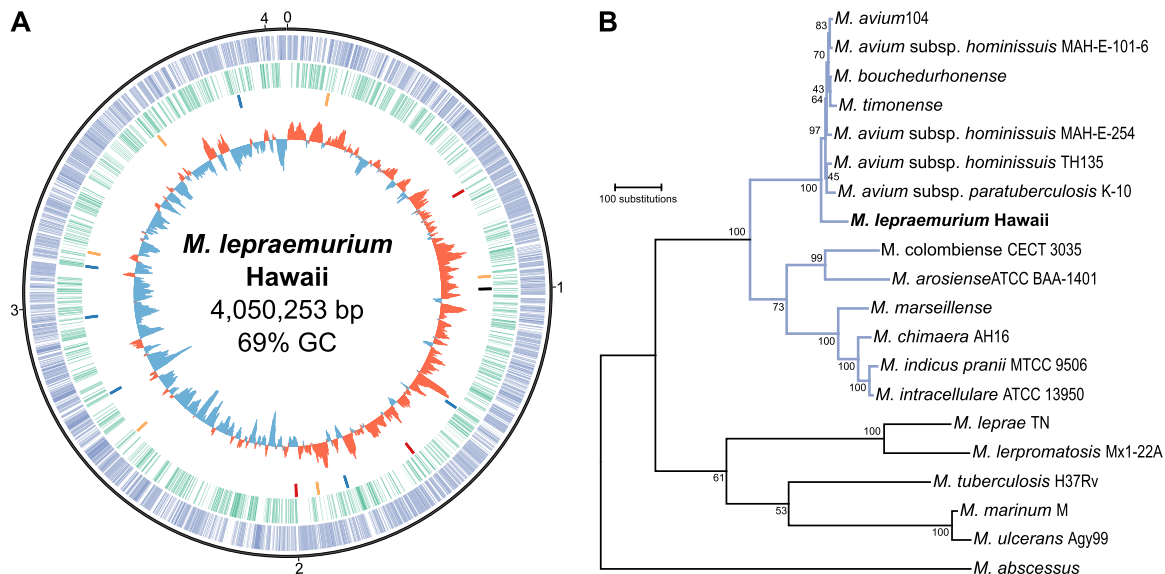 A
4
0
1
2
3
M. lepraemurium
Hawaii
4,050,253 bp
69% GC
B
100 substitutions
M. avium104
M. avium subsp. hominissuis MAH-E-101-6
M. bouchedurhonense
M. timonense
M. avium subsp. hominissuis MAH-E-254
M. avium subsp. hominissuis TH135
M. avium subsp. paratuberculosis K-10
M. lepraemurium Hawaii
M. colombiense CECT 3035
M. arosienseATCC BAA-1401
M. marseillense
M. chimaera AH16
M. indicus pranii MTCC 9506
M. intracellulare ATCC 13950
M. leprae TN
M. lerpromatosis Mx1-22A
M. tuberculosis H37Rv
M. marinum M
M. ulcerans Agy99
M. abscessus
83
70
43
64
97
45
100
100
99
73
100
100
100
100
61
53
100